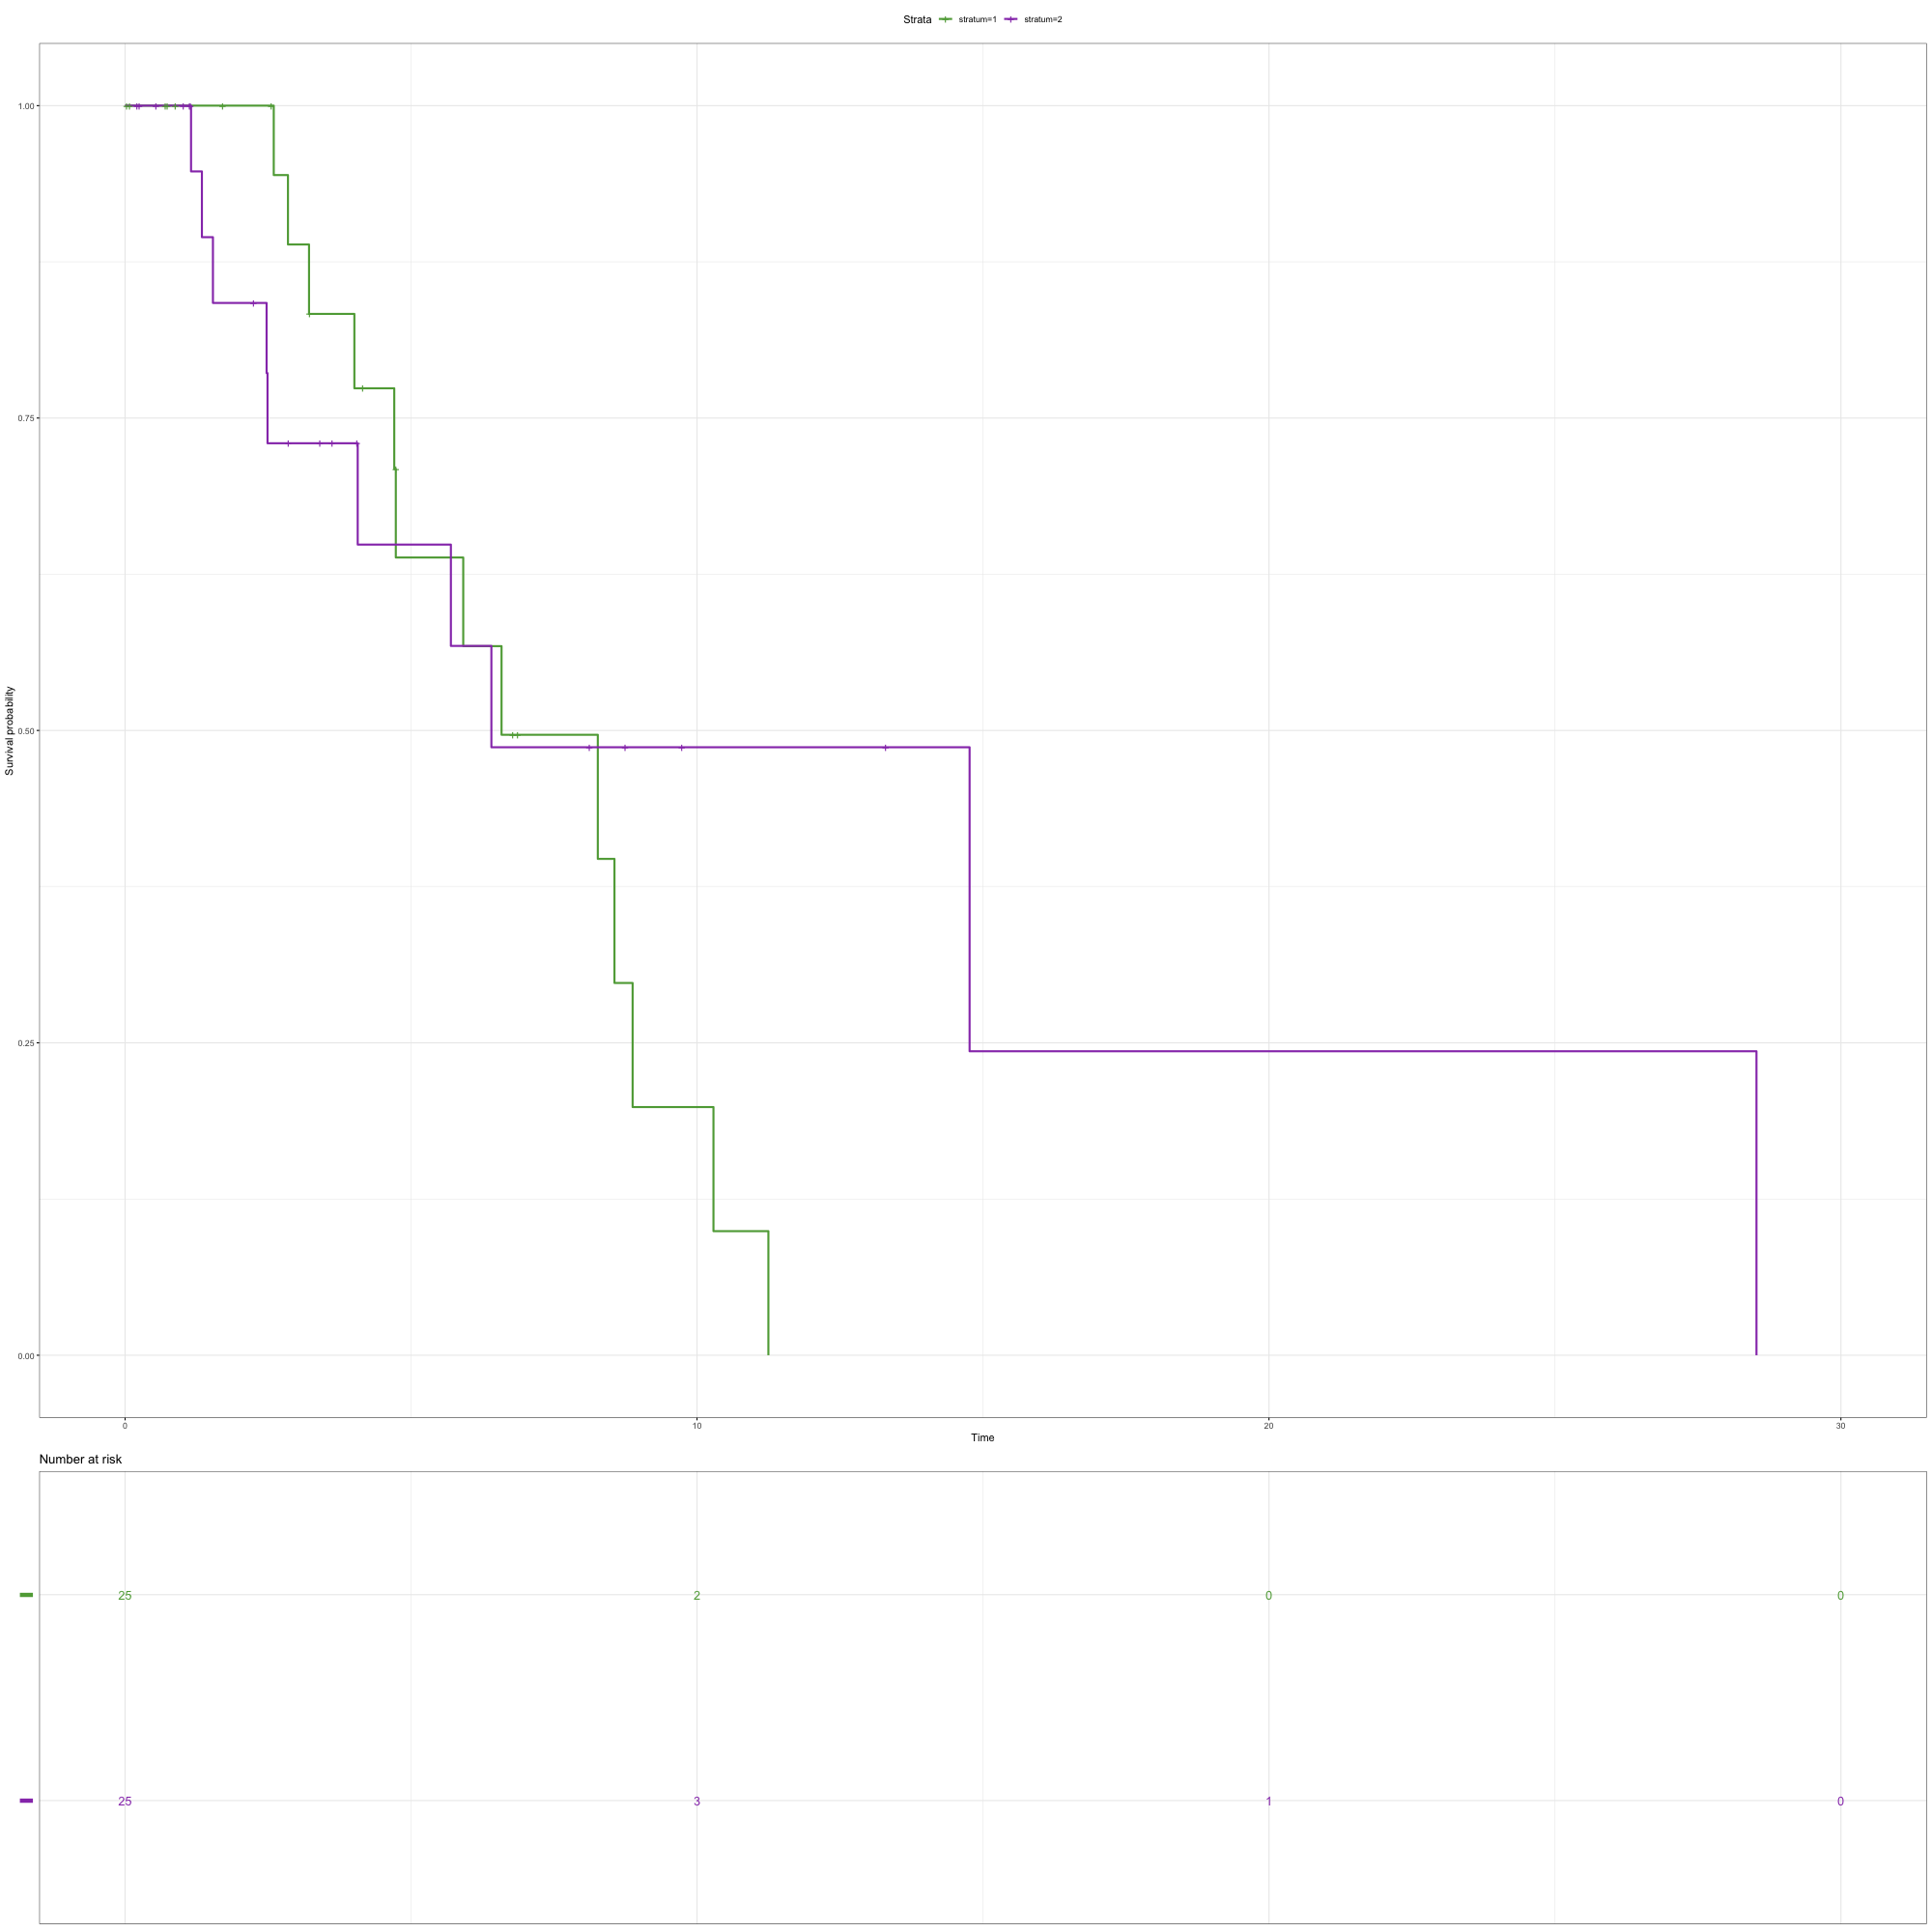 Strata stratum=1 stratum=2
1.00
0.75
0.50
0.25
0.00
Survival probability
0 10 20 30
Time
Number at risk
25 2 0 0
25 3 1 0